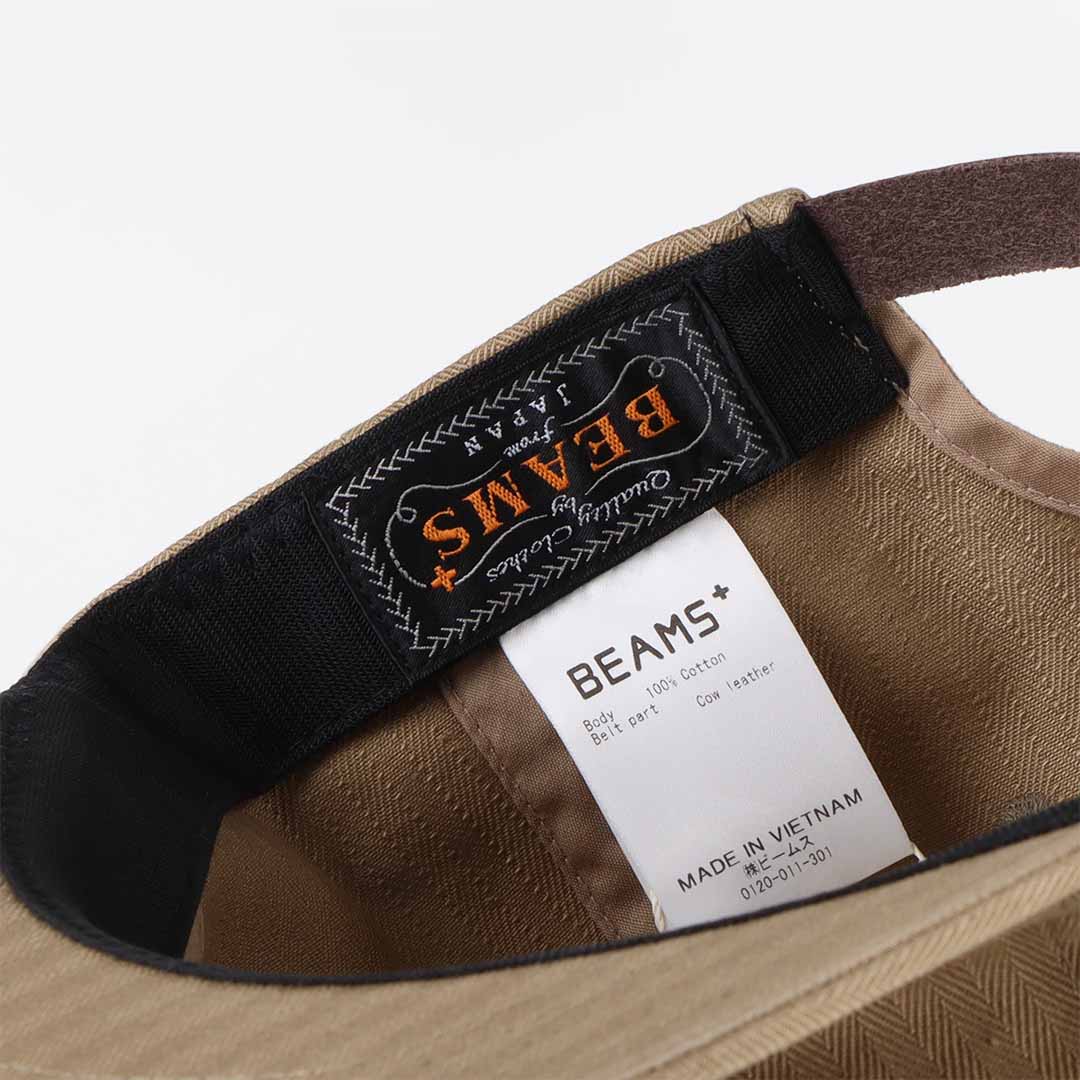 Quality Clothes
by
BEAMS+
from
JAPAN
BEAMS+
Body 100% Cotton
Belt part Cow leather
MADE IN VIETNAM
㈱ビームス
0120-011-301